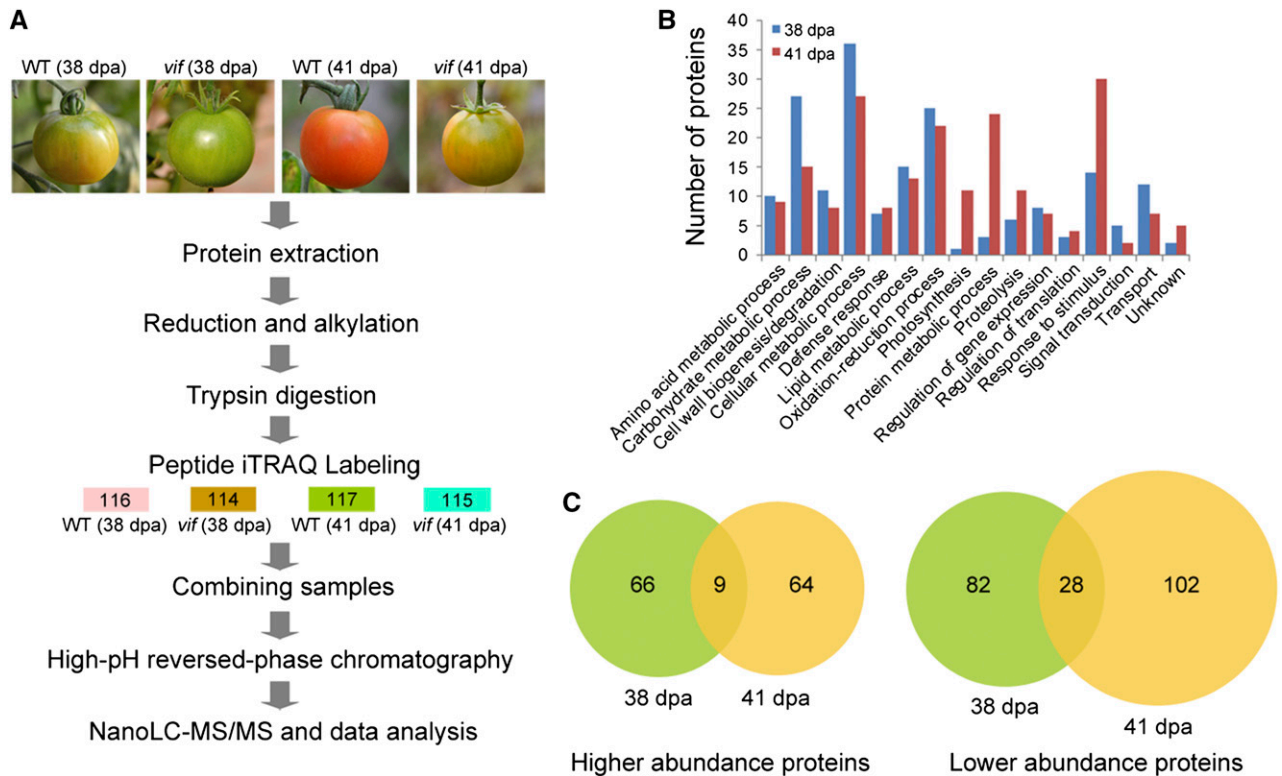 A
WT (38 dpa)
vif (38 dpa)
WT (41 dpa)
vif (41 dpa)
Protein extraction
Reduction and alkylation
Trypsin digestion
Peptide iTRAQ Labeling
116
114
117
115
WT (38 dpa)
vif (38 dpa)
WT (41 dpa)
vif (41 dpa)
Combining samples
High-pH reversed-phase chromatography
NanoLC-MS/MS and data analysis
B
Number of proteins
40
35
30
25
20
15
10
5
0
38 dpa
41 dpa
Amino acid metabolic process
Carbohydrate metabolic process
Cell wall biogenesis/degradation
Cellular metabolic process
Defense response
Lipid metabolic process
Oxidation-reduction process
Photosynthesis
Protein metabolic process
Proteolysis
Regulation of gene expression
Regulation of translation
Response to stimulus
Signal transduction
Transport
Unknown
C
66
9
64
38 dpa
41 dpa
Higher abundance proteins
82
28
102
38 dpa
41 dpa
Lower abundance proteins